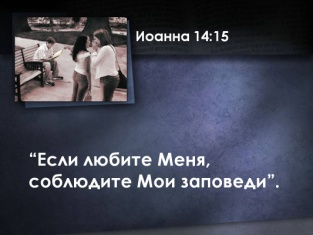 Иоанна 14:15
“Если любите Меня,
соблюдите Мои заповеди”.